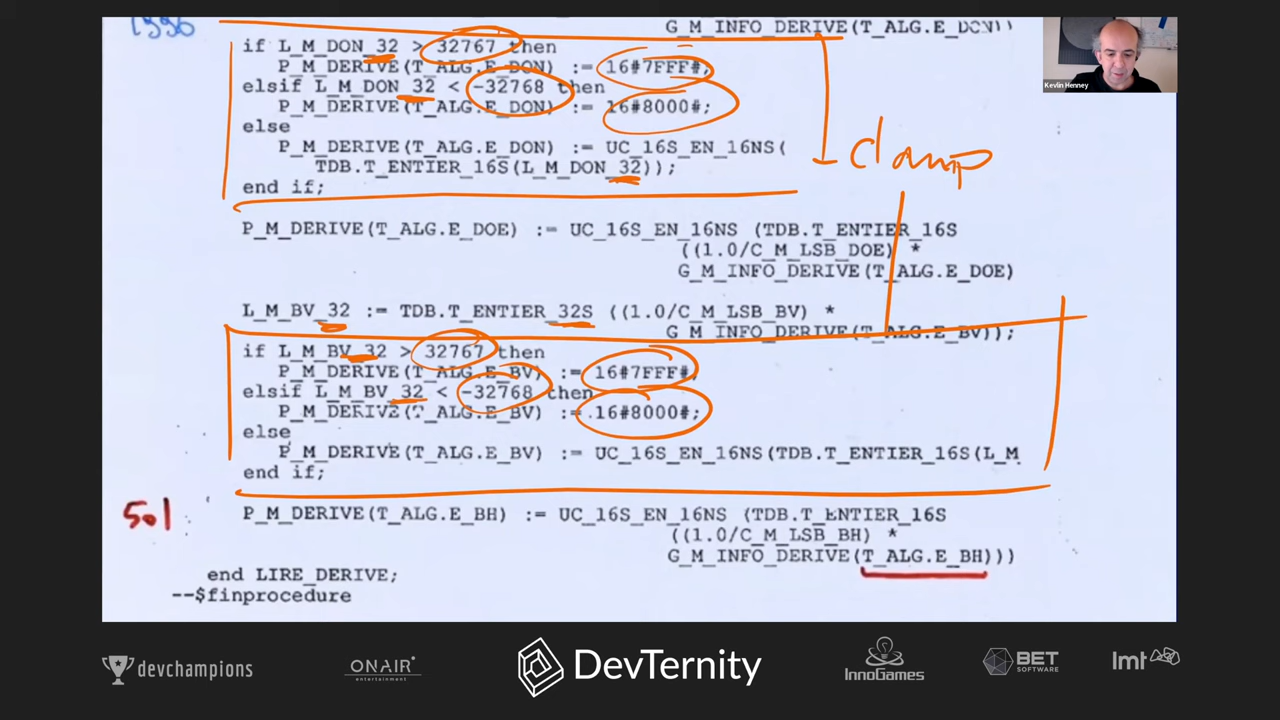 1996
G_M_INFO_DERIVE(T_ALG.E_DON))
if L_M_DON_32 > 32767 then
P_M_DERIVE(T_ALG.E_DON) := 16#7FFF#;
elsif L_M_DON_32 < -32768 then
P_M_DERIVE(T_ALG.E_DON) := 16#8000#;
else
P_M_DERIVE(T_ALG.E_DON) := UC_16S_EN_16NS(
TDB.T_ENTIER_16S(L_M_DON_32));
end if;
clamp
P_M_DERIVE(T_ALG.E_DOE) := UC_16S_EN_16NS (TDB.T_ENTIER_16S
((1.0/C_M_LSB_DOE) *
G_M_INFO_DERIVE(T_ALG.E_DOE)
L_M_BV_32 := TDB.T_ENTIER_32S ((1.0/C_M_LSB_BV) *
G_M_INFO_DERIVE(T_ALG.E_BV));
if L_M_BV_32 > 32767 then
P_M_DERIVE(T_ALG.E_BV) := 16#7FFF#;
elsif L_M_BV_32 < -32768 then
P_M_DERIVE(T_ALG.E_BV) := 16#8000#;
else
P_M_DERIVE(T_ALG.E_BV) := UC_16S_EN_16NS(TDB.T_ENTIER_16S(L_M
end if;
501
P_M_DERIVE(T_ALG.E_BH) := UC_16S_EN_16NS (TDB.T_ENTIER_16S
((1.0/C_M_LSB_BH) *
G_M_INFO_DERIVE(T_ALG.E_BH)))
end LIRE_DERIVE;
--$finprocedure
Kevlin Henney
devchampions
ONAIR
entertainment
DevTernity
InnoGames
BET
SOFTWARE
lmt